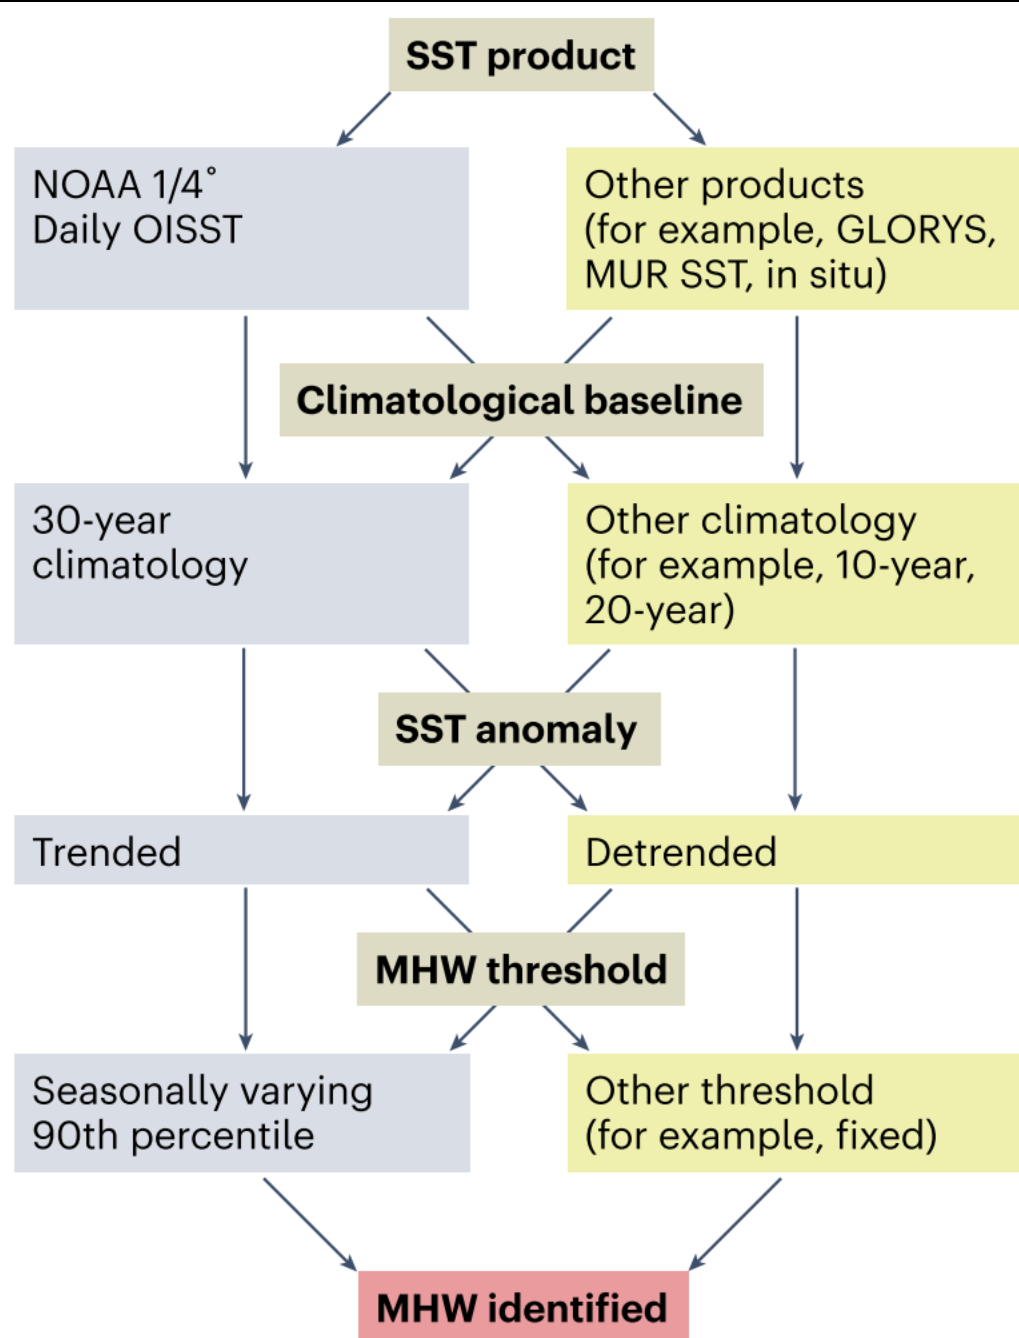 SST product
NOAA 1/4˚
Daily OISST
Other products
(for example, GLORYS,
MUR SST, in situ)
Climatological baseline
30-year
climatology
Other climatology
(for example, 10-year,
20-year)
SST anomaly
Trended
Detrended
MHW threshold
Seasonally varying
90th percentile
Other threshold
(for example, fixed)
MHW identified